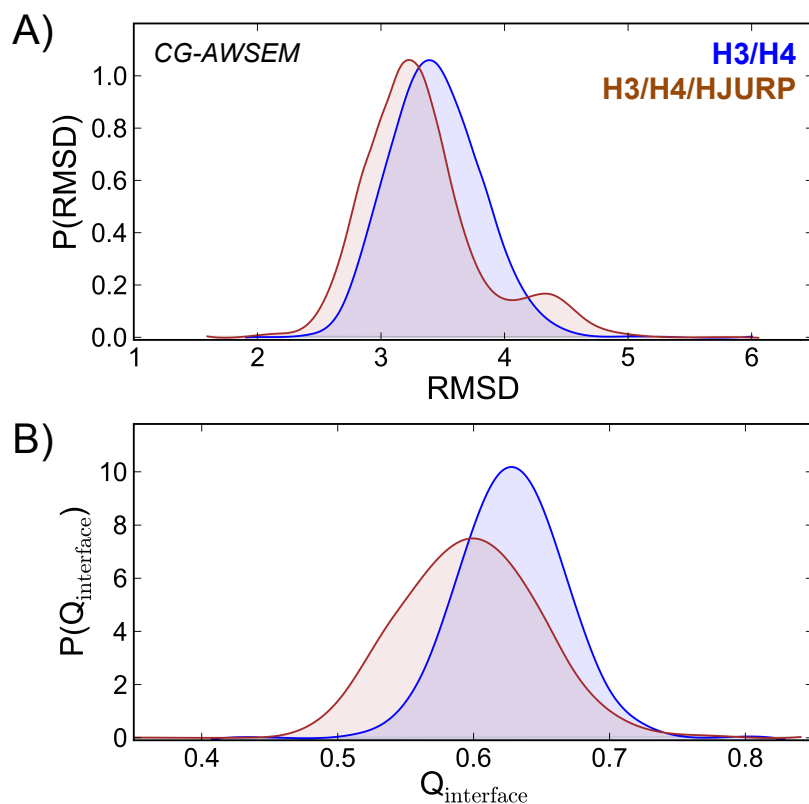 A)
CG-AWSEM
H3/H4
H3/H4/HJURP
P(RMSD)
1.0
0.8
0.6
0.4
0.2
0.0
1 2 3 4 5 6
RMSD
B)
P(Q_interface)
10
8
6
4
2
0
0.4 0.5 0.6 0.7 0.8
Q_interface